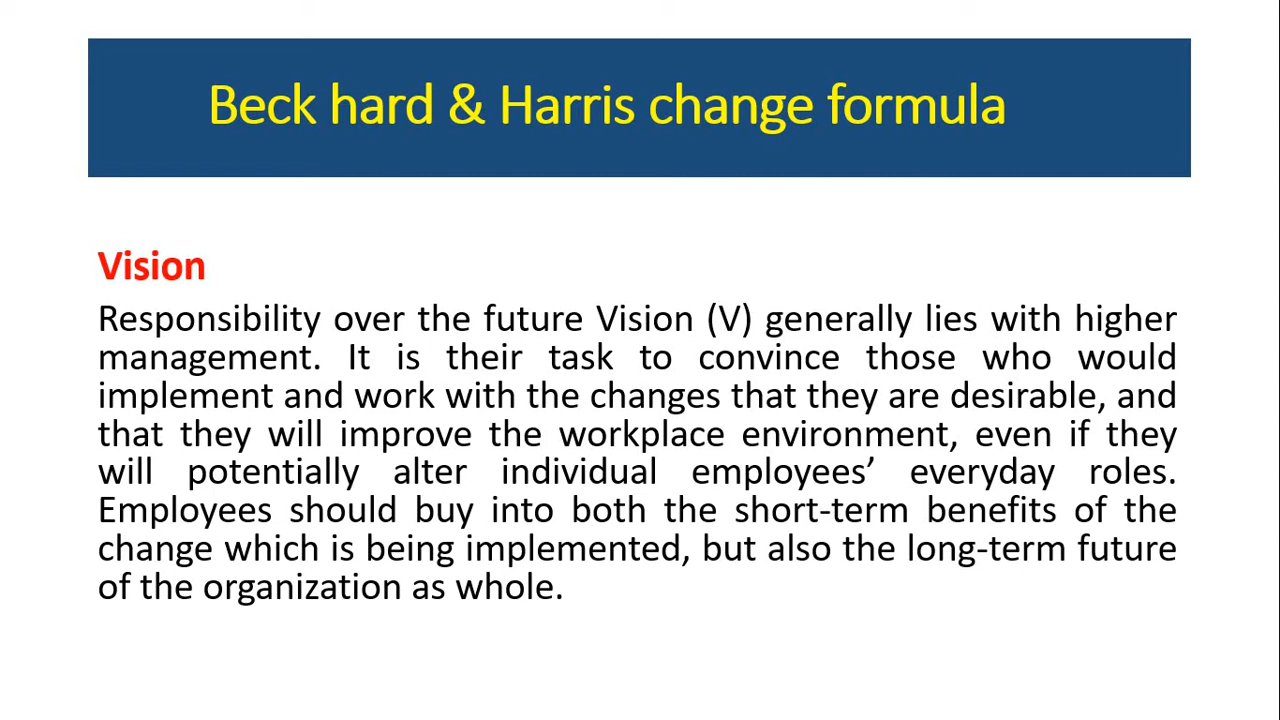 Beck hard & Harris change formula
Vision
Responsibility over the future Vision (V) generally lies with higher
management. It is their task to convince those who would
implement and work with the changes that they are desirable, and
that they will improve the workplace environment, even if they
will potentially alter individual employees’ everyday roles.
Employees should buy into both the short-term benefits of the
change which is being implemented, but also the long-term future
of the organization as whole.